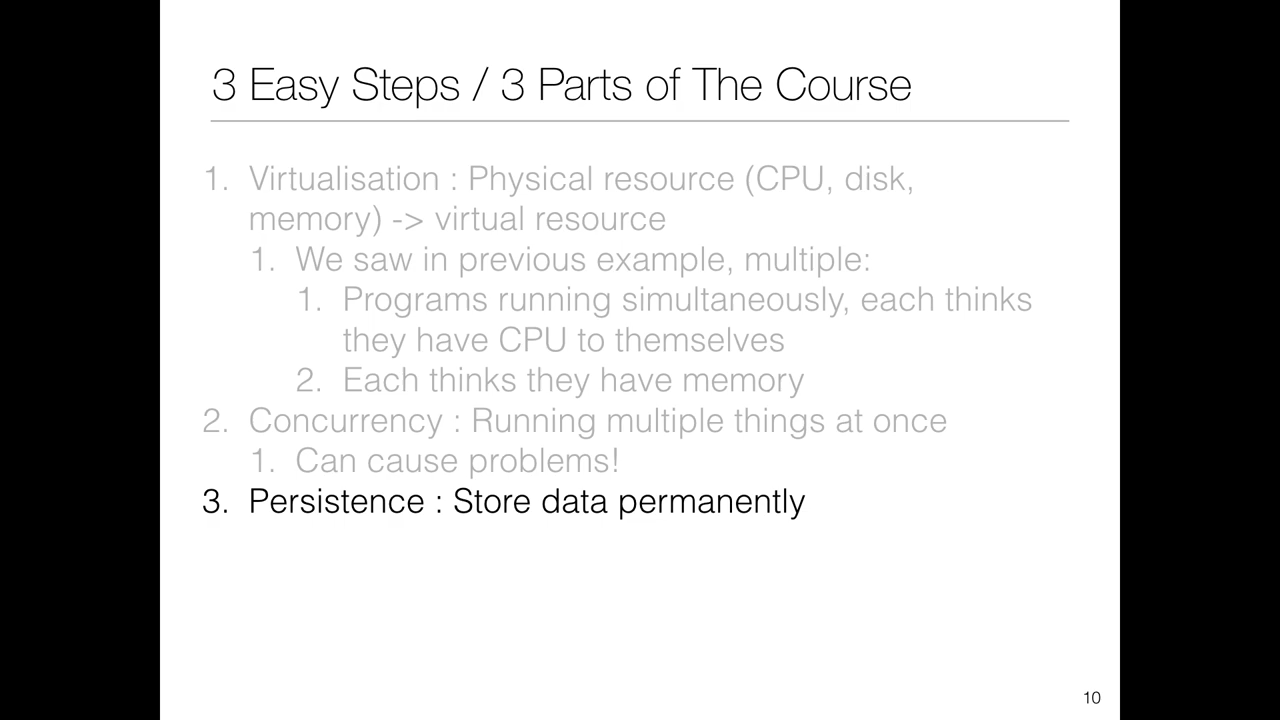 3 Easy Steps / 3 Parts of The Course
1. Virtualisation : Physical resource (CPU, disk,
memory) -> virtual resource
1. We saw in previous example, multiple:
1. Programs running simultaneously, each thinks
they have CPU to themselves
2. Each thinks they have memory
2. Concurrency : Running multiple things at once
1. Can cause problems!
3. Persistence : Store data permanently
10